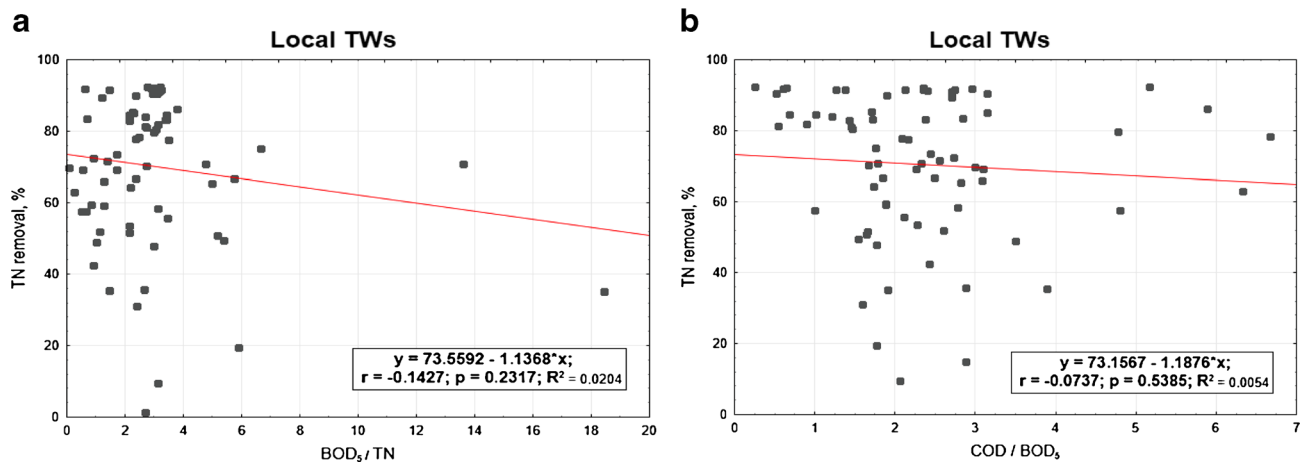 a
Local TWs
100
80
60
40
20
0
TN removal, %
y = 73.5592 - 1.1368*x;
r = -0.1427; p = 0.2317; R² = 0.0204
0 2 4 6 8 10 12 14 16 18 20
BOD₅ / TN
b
Local TWs
100
80
60
40
20
0
TN removal, %
y = 73.1567 - 1.1876*x;
r = -0.0737; p = 0.5385; R² = 0.0054
0 1 2 3 4 5 6 7
COD / BOD₅